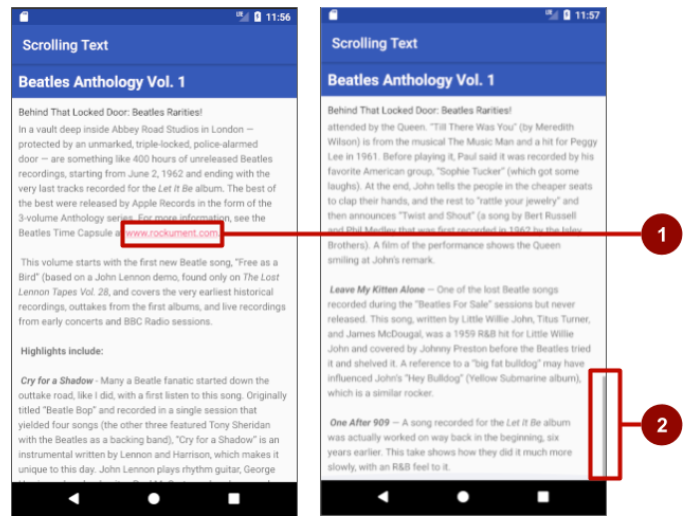 11:56
Scrolling Text
Beatles Anthology Vol. 1
Behind That Locked Door: Beatles Rarities!
In a vault deep inside Abbey Road Studios in London —
protected by an unmarked, triple-locked, police-alarmed
door — are something like 400 hours of unreleased Beatles
recordings, starting from June 2, 1962 and ending with the
very last tracks recorded for the Let It Be album. The best of
the best were released by Apple Records in the form of the
3-volume Anthology series. For more information, see the
Beatles Time Capsule a www.rockument.com.
This volume starts with the first new Beatle song, "Free as a
Bird" (based on a John Lennon demo, found only on The Lost
Lennon Tapes Vol. 28, and covers the very earliest historical
recordings, outtakes from the first albums, and live recordings
from early concerts and BBC Radio sessions.
Highlights include:
Cry for a Shadow - Many a Beatle fanatic started down the
outtake road, like I did, with a first listen to this song. Originally
titled "Beatle Bop" and recorded in a single session that
yielded four songs (the other three featured Tony Sheridan
with the Beatles as a backing band), "Cry for a Shadow" is an
instrumental written by Lennon and Harrison, which makes it
unique to this day. John Lennon plays rhythm guitar, George
11:57
Scrolling Text
Beatles Anthology Vol. 1
Behind That Locked Door: Beatles Rarities!
attended by the Queen. "Till There Was You" (by Meredith
Wilson) is from the musical The Music Man and a hit for Peggy
Lee in 1961. Before playing it, Paul said it was recorded by his
favorite American group, "Sophie Tucker" (which got some
laughs). At the end, John tells the people in the cheaper seats
to clap their hands, and the rest to "rattle your jewelry" and
then announces "Twist and Shout" (a song by Bert Russell
and Phil Medley that was first recorded in 1962 by the Isley
Brothers). A film of the performance shows the Queen
smiling at John's remark.
Leave My Kitten Alone — One of the lost Beatle songs
recorded during the "Beatles For Sale" sessions but never
released. This song, written by Little Willie John, Titus Turner,
and James McDougal, was a 1959 R&B hit for Little Willie
John and covered by Johnny Preston before the Beatles tried
it and shelved it. A reference to a "big fat bulldog" may have
influenced John's "Hey Bulldog" (Yellow Submarine album),
which is a similar rocker.
One After 909 — A song recorded for the Let It Be album
was actually worked on way back in the beginning, six
years earlier. This take shows how they did it much more
slowly, with an R&B feel to it.
1
2